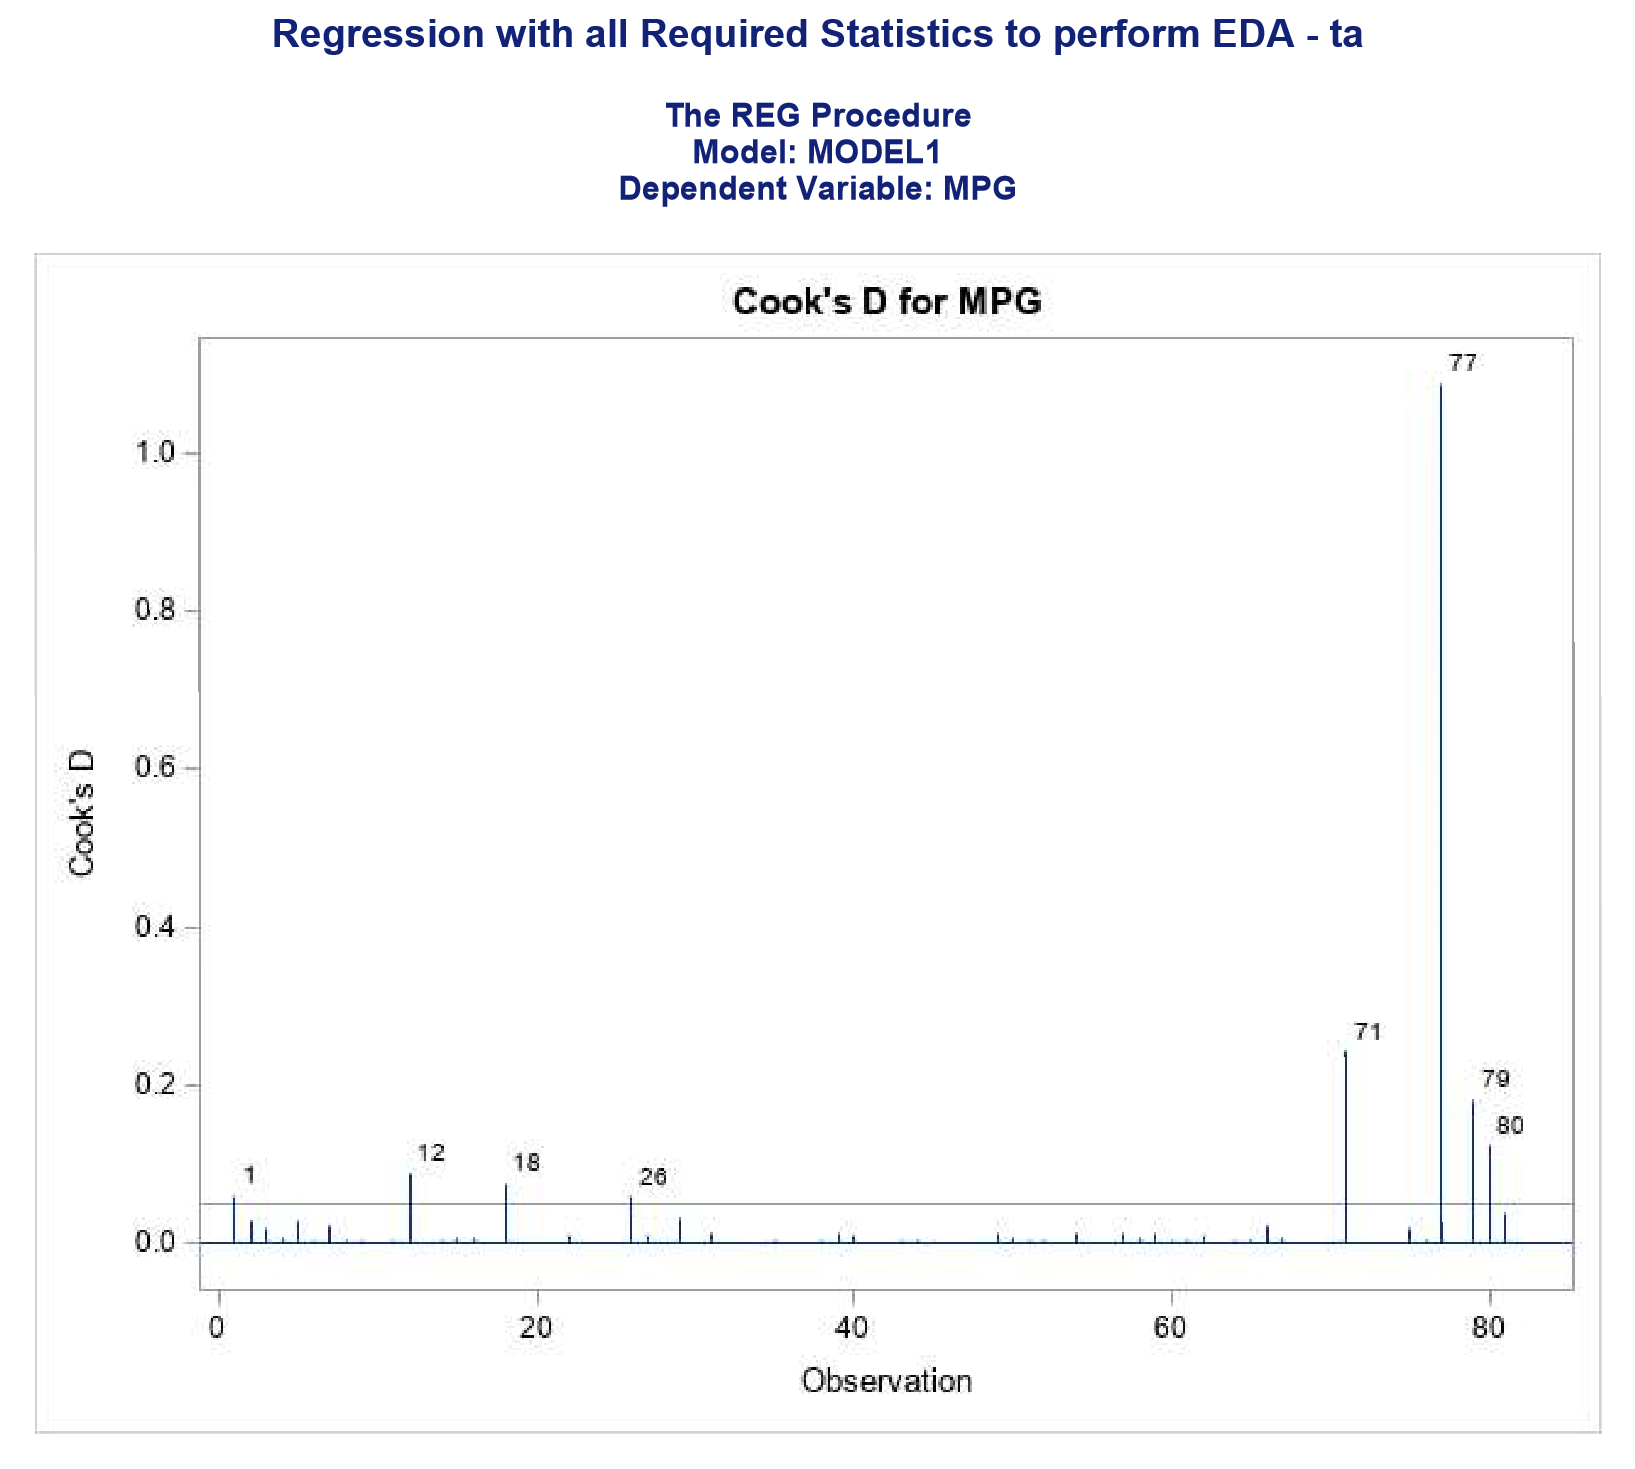 Regression with all Required Statistics to perform EDA - ta
The REG Procedure
Model: MODEL1
Dependent Variable: MPG
Cook's D for MPG
77
1.0
0.8
0.6
Cook's D
0.4
71
0.2
79
80
12
18
1
26
0.0
0 20 40 60 80
Observation